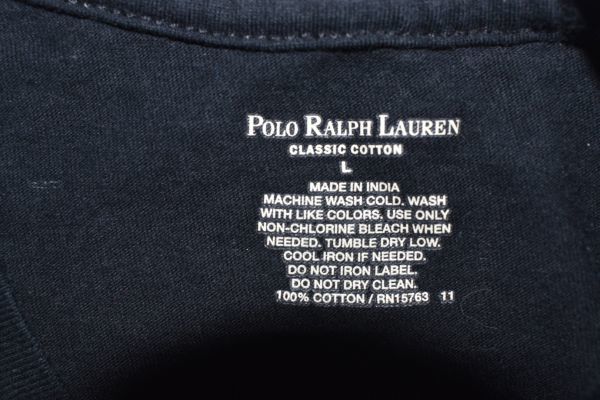 POLO RALPH LAUREN
CLASSIC COTTON
L
MADE IN INDIA
MACHINE WASH COLD. WASH
WITH LIKE COLORS. USE ONLY
NON-CHLORINE BLEACH WHEN
NEEDED. TUMBLE DRY LOW.
COOL IRON IF NEEDED.
DO NOT IRON LABEL.
DO NOT DRY CLEAN.
100% COTTON / RN15763 11